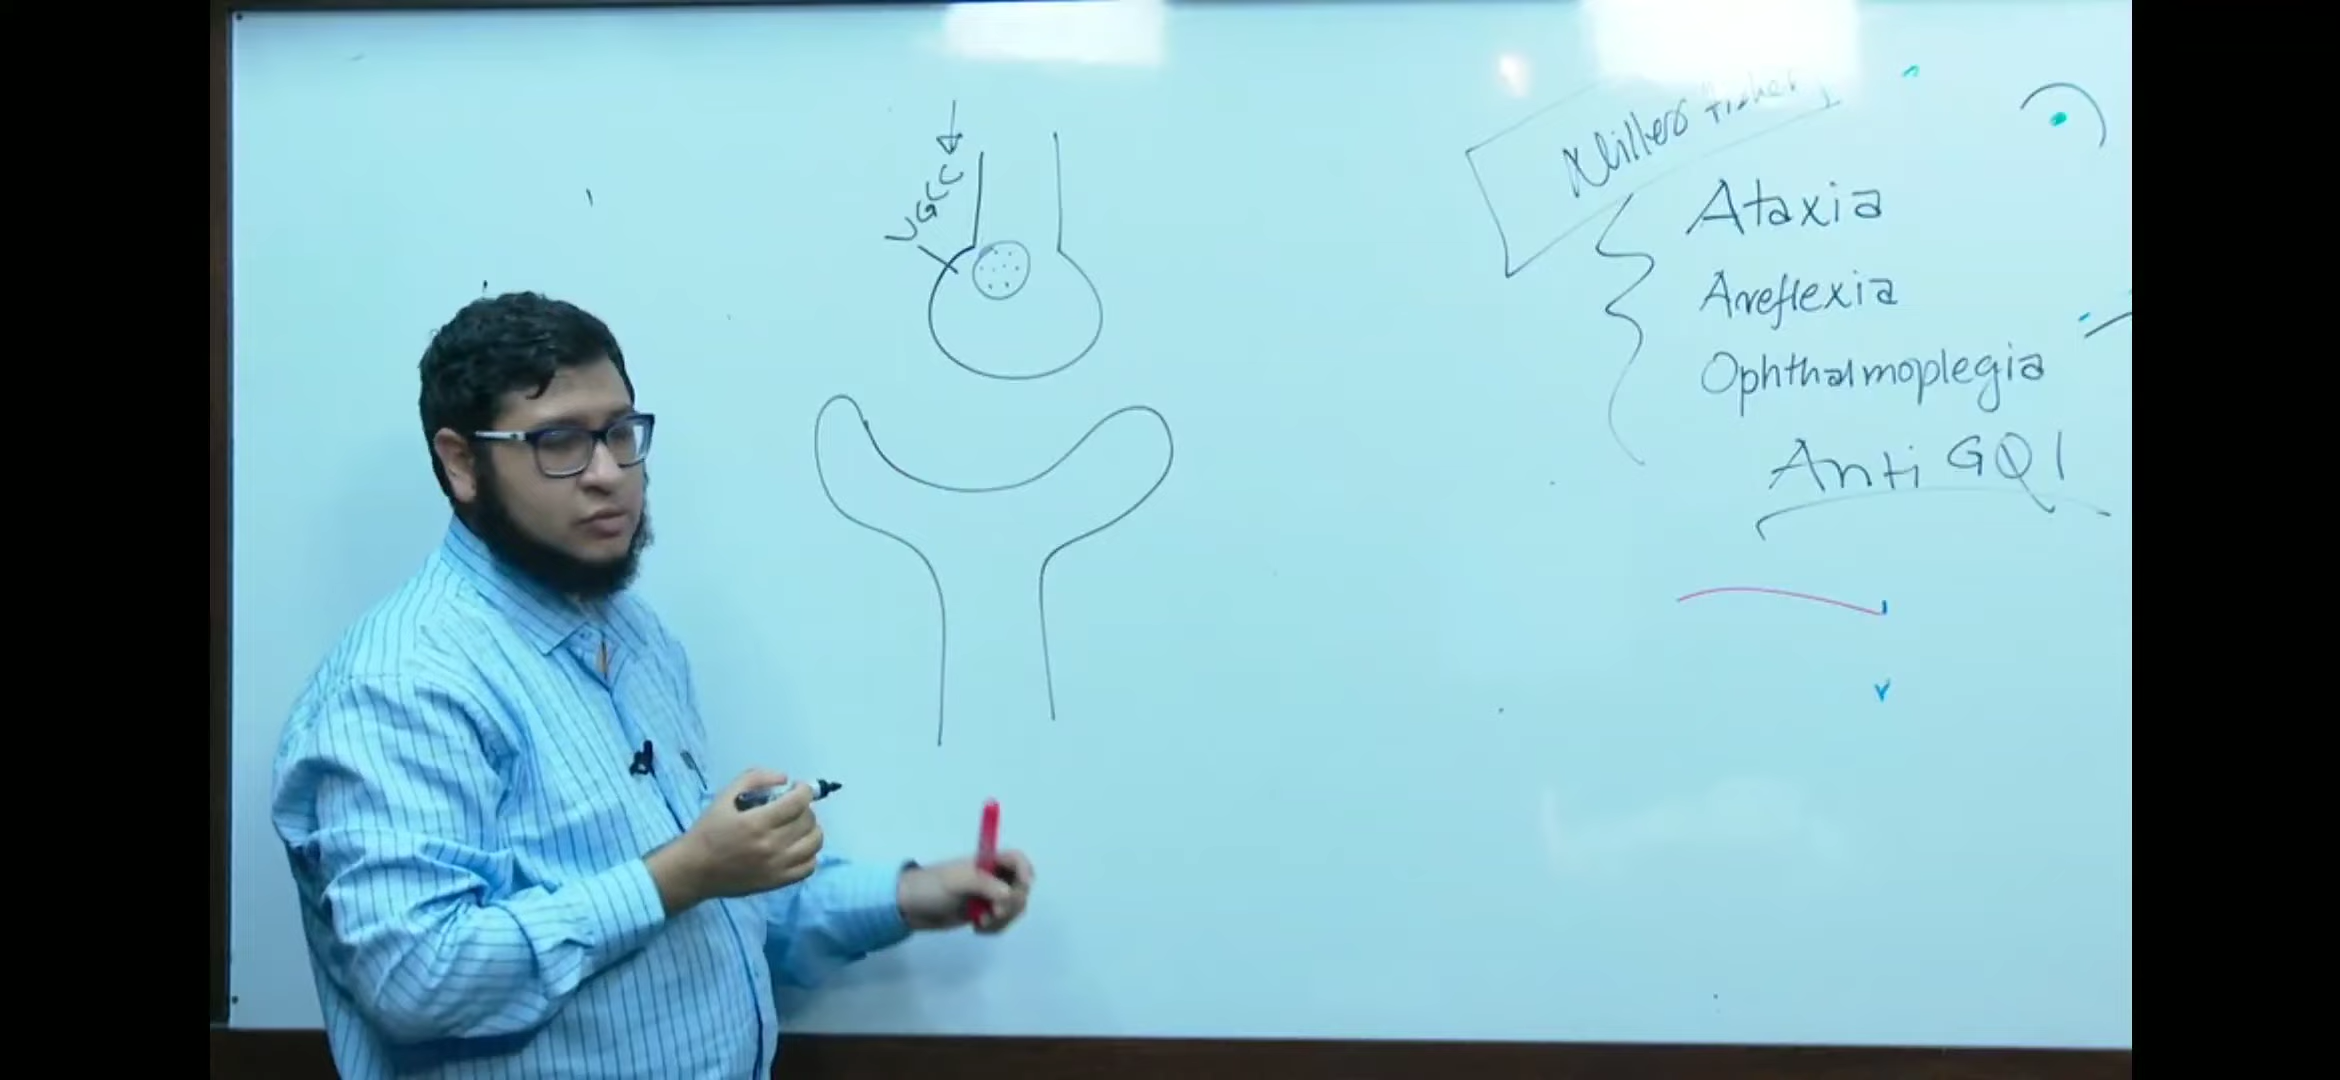 VGCC
Millers Fisher
Ataxia
Areflexia
Ophthalmoplegia
Anti GQ1